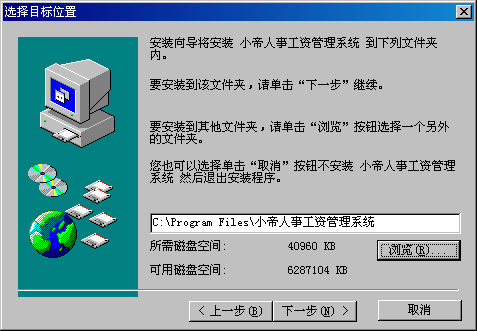 选择目标位置
安装向导将安装 小帝人事工资管理系统 到下列文件夹
内。
要安装到该文件夹，请单击“下一步”继续。
要安装到其他文件夹，请单击“浏览”按钮选择一个另外
的文件夹。
您也可以选择单击“取消”按钮不安装 小帝人事工资管理
系统 然后退出安装程序。
C:\Program Files\小帝人事工资管理系统
所需磁盘空间： 40960 KB
浏览(R)
可用磁盘空间： 6287104 KB
< 上一步(B) 下一步(N) > 取消